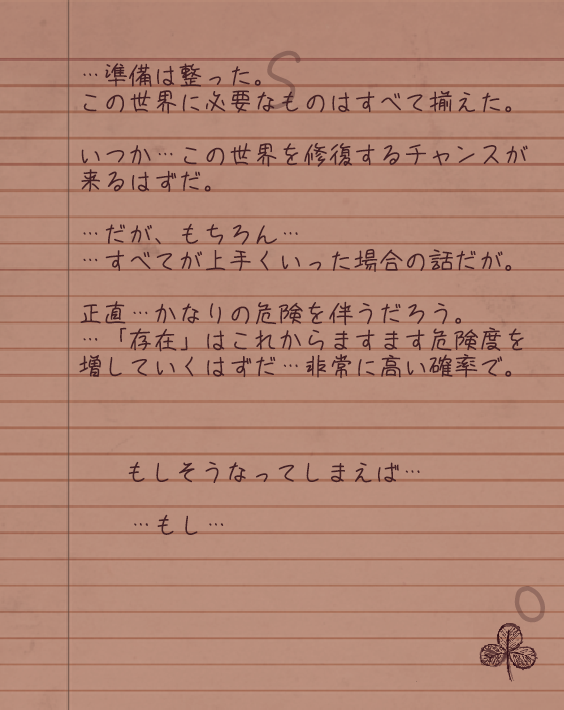 …準備は整った。
S
この世界に必要なものはすべて揃えた。
いつか…この世界を修復するチャンスが
来るはずだ。
…だが、もちろん…
…すべてが上手くいった場合の話だが。
正直…かなりの危険を伴うだろう。
…「存在」はこれからますます危険度を
増していくはずだ…非常に高い確率で。
もしそうなってしまえば…
…もし…
O